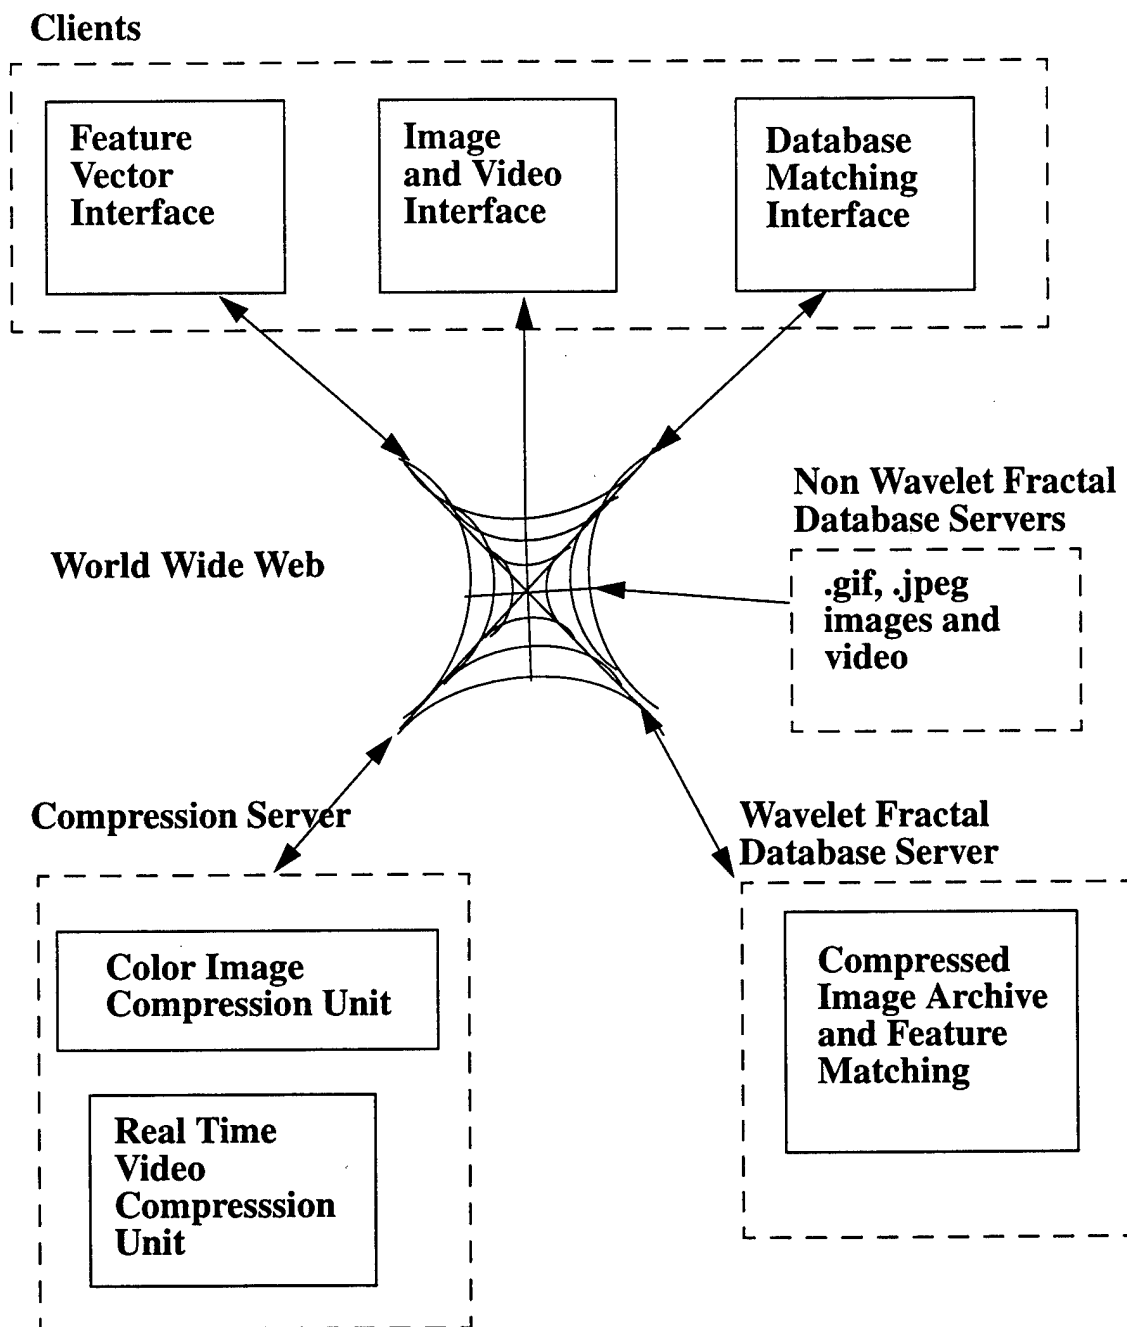 Clients
Feature
Vector
Interface
Image
and Video
Interface
Database
Matching
Interface
Non Wavelet Fractal
Database Servers
World Wide Web
.gif, .jpeg
images and
video
Compression Server
Wavelet Fractal
Database Server
Color Image
Compression Unit
Compressed
Image Archive
and Feature
Matching
Real Time
Video
Compresssion
Unit